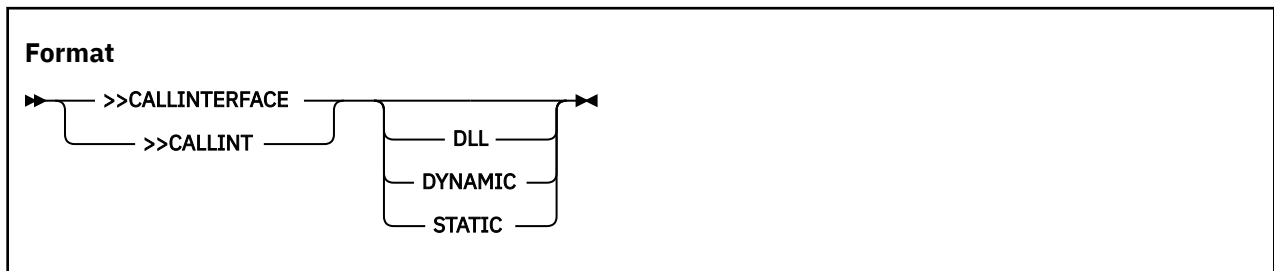 Format
>>CALLINTERFACE
>>CALLINT
DLL
DYNAMIC
STATIC